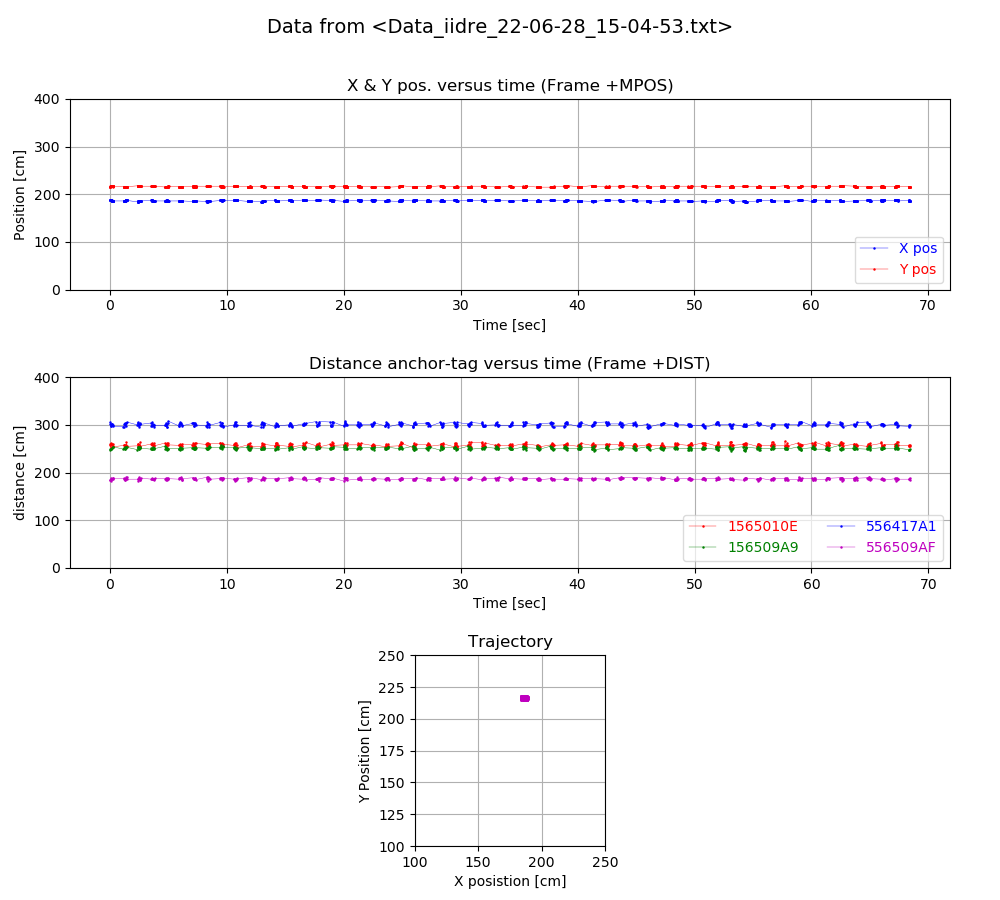 Data from <Data_iidre_22-06-28_15-04-53.txt>
X & Y pos. versus time (Frame +MPOS)
400
300
200
100
0
Position [cm]
X pos
Y pos
0 10 20 30 40 50 60 70
Time [sec]
Distance anchor-tag versus time (Frame +DIST)
400
300
200
100
0
distance [cm]
1565010E 556417A1
156509A9 556509AF
0 10 20 30 40 50 60 70
Time [sec]
Trajectory
250
225
200
175
150
125
100
Y Position [cm]
100 150 200 250
X posistion [cm]